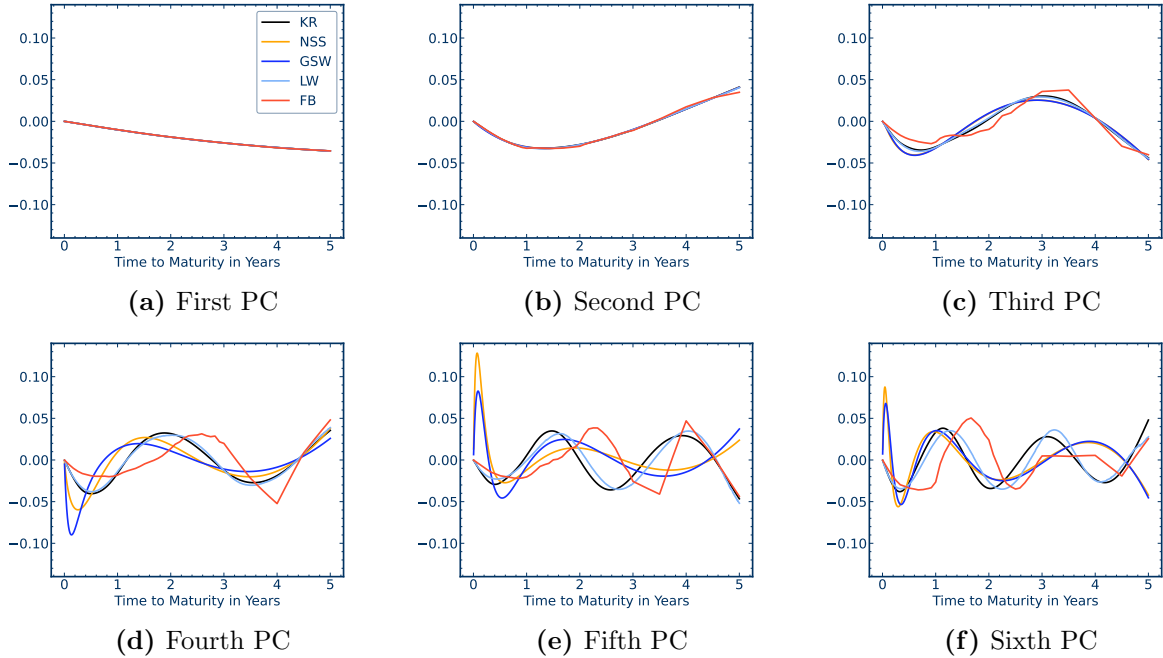 0.10
0.05
0.00
−0.05
−0.10
KR
NSS
GSW
LW
FB
0 1 2 3 4 5
Time to Maturity in Years
(a) First PC
0.10
0.05
0.00
−0.05
−0.10
0 1 2 3 4 5
Time to Maturity in Years
(b) Second PC
0.10
0.05
0.00
−0.05
−0.10
0 1 2 3 4 5
Time to Maturity in Years
(c) Third PC
0.10
0.05
0.00
−0.05
−0.10
0 1 2 3 4 5
Time to Maturity in Years
(d) Fourth PC
0.10
0.05
0.00
−0.05
−0.10
0 1 2 3 4 5
Time to Maturity in Years
(e) Fifth PC
0.10
0.05
0.00
−0.05
−0.10
0 1 2 3 4 5
Time to Maturity in Years
(f) Sixth PC